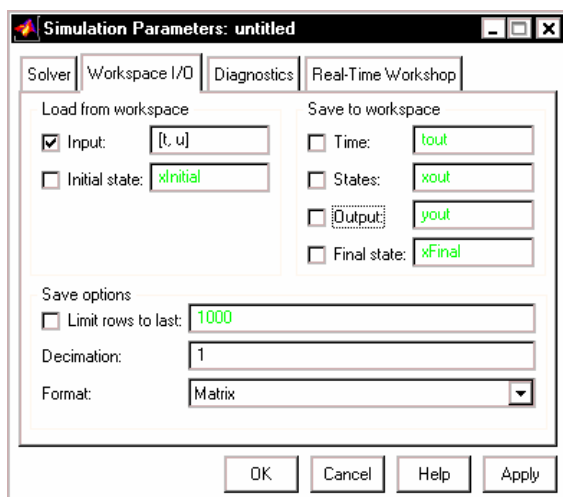 Simulation Parameters: untitled
Solver Workspace I/O Diagnostics Real-Time Workshop
Load from workspace
Input: [t, u]
Initial state: xInitial
Save to workspace
Time: tout
States: xout
Output: yout
Final state: xFinal
Save options
Limit rows to last: 1000
Decimation: 1
Format: Matrix
OK Cancel Help Apply